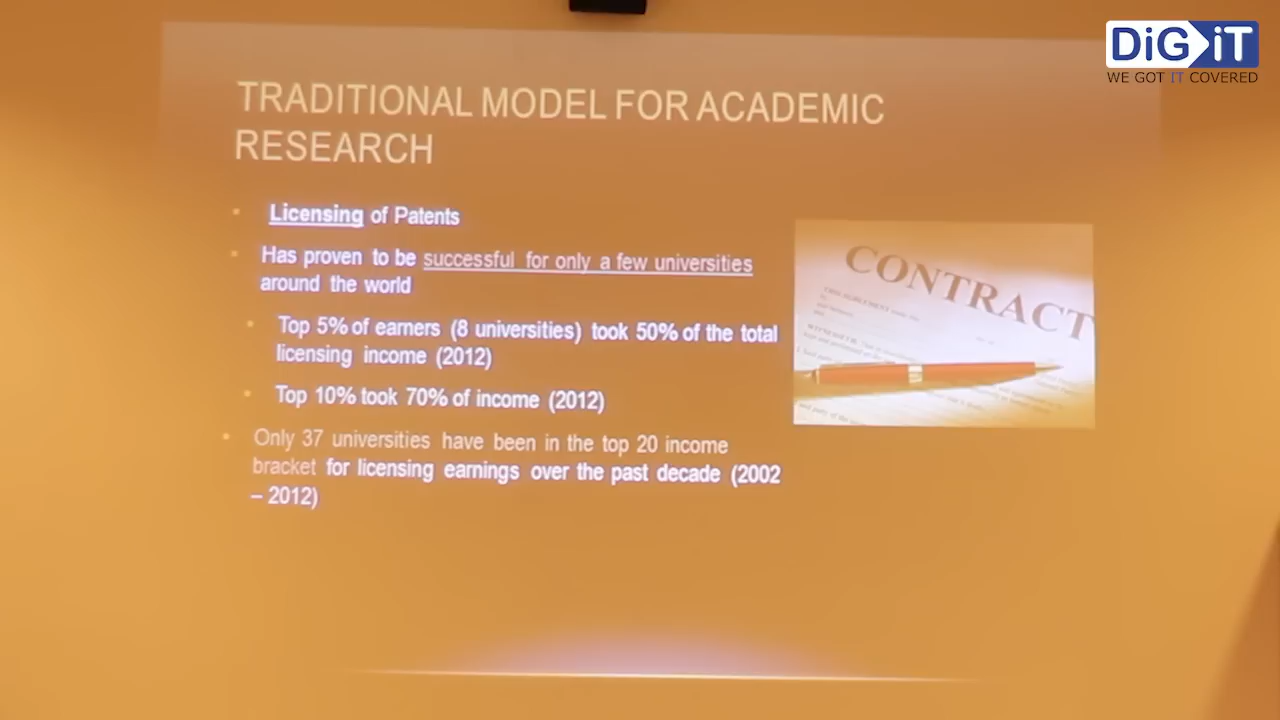 DiG iT
WE GOT IT COVERED
TRADITIONAL MODEL FOR ACADEMIC
RESEARCH
• Licensing of Patents
• Has proven to be successful for only a few universities
around the world
• Top 5% of earners (8 universities) took 50% of the total
licensing income (2012)
• Top 10% took 70% of income (2012)
• Only 37 universities have been in the top 20 income
bracket for licensing earnings over the past decade (2002
– 2012)
CONTRACT